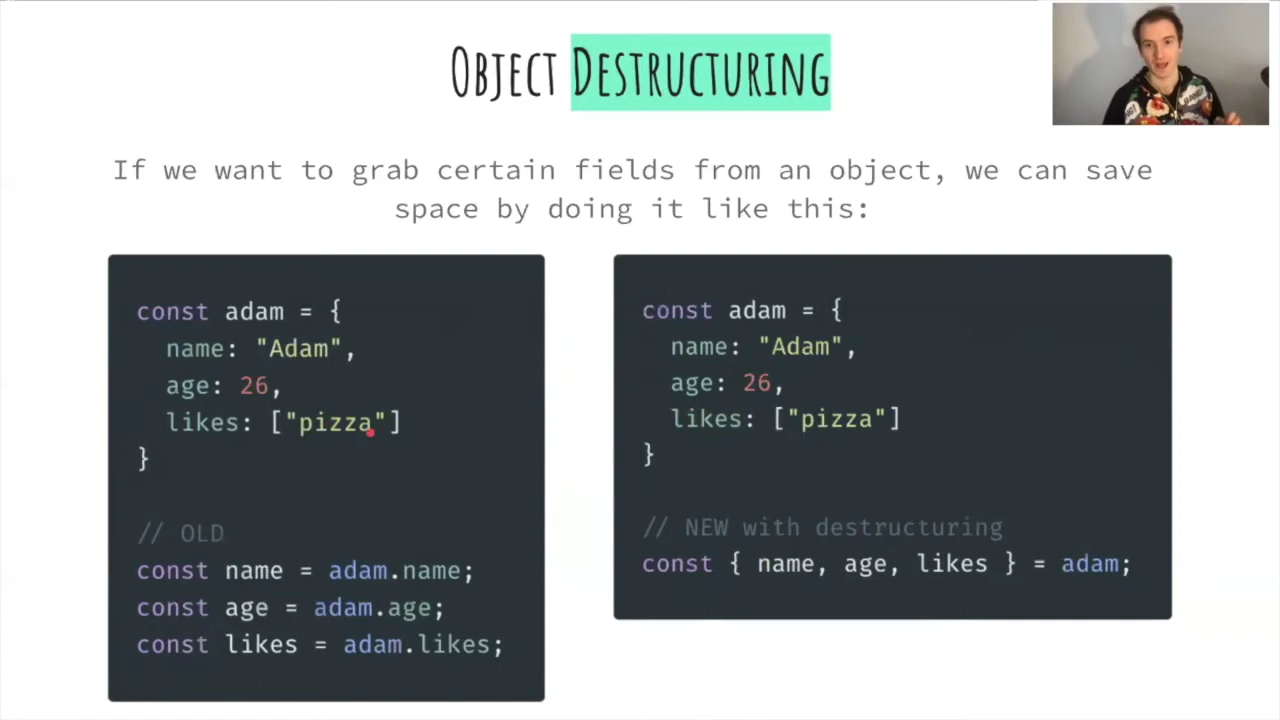 Object Destructuring
If we want to grab certain fields from an object, we can save
space by doing it like this:
const adam = {
  name: "Adam",
  age: 26,
  likes: ["pizza"]
}
// OLD
const name = adam.name;
const age = adam.age;
const likes = adam.likes;
const adam = {
  name: "Adam",
  age: 26,
  likes: ["pizza"]
}
// NEW with destructuring
const { name, age, likes } = adam;